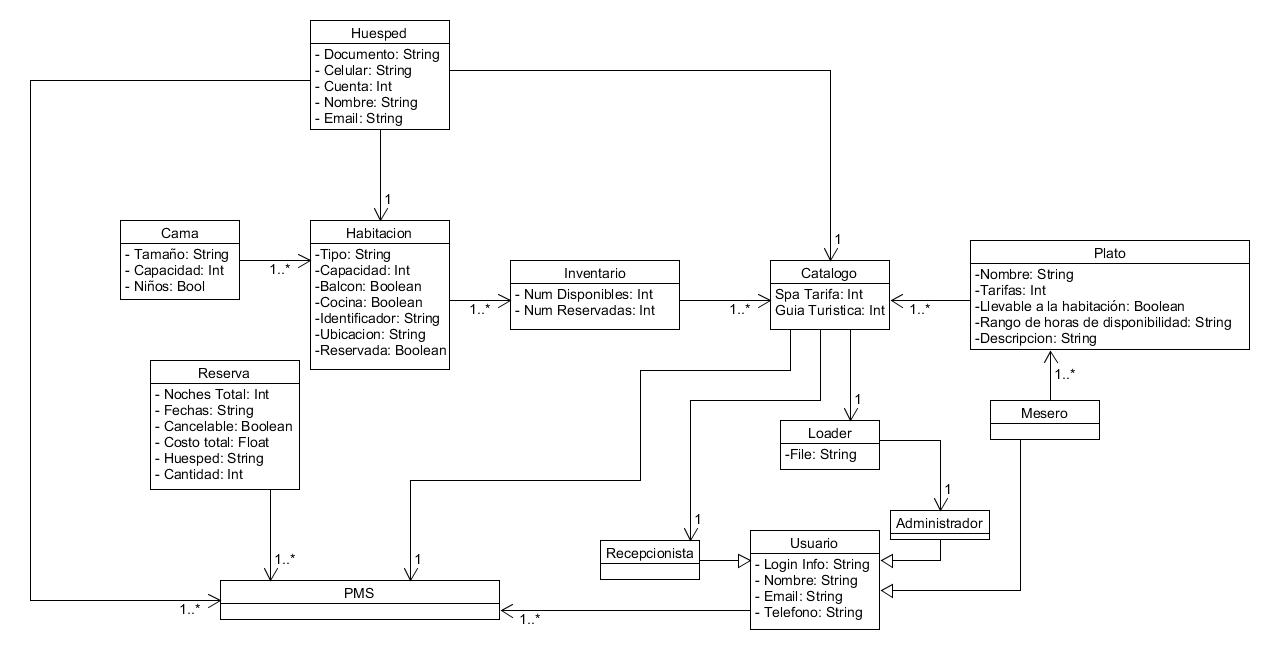 Huesped
- Documento: String
- Celular: String
- Cuenta: Int
- Nombre: String
- Email: String
1
1
Cama
- Tamaño: String
- Capacidad: Int
- Niños: Bool
1..*
Habitacion
-Tipo: String
-Capacidad: Int
-Balcon: Boolean
-Cocina: Boolean
-Identificador: String
-Ubicacion: String
-Reservada: Boolean
1..*
Inventario
- Num Disponibles: Int
- Num Reservadas: Int
1..*
Catalogo
Spa Tarifa: Int
Guia Turistica: Int
1..*
Plato
-Nombre: String
-Tarifas: Int
-Llevable a la habitación: Boolean
-Rango de horas de disponibilidad: String
-Descripcion: String
1..*
Reserva
- Noches Total: Int
- Fechas: String
- Cancelable: Boolean
- Costo total: Float
- Huesped: String
- Cantidad: Int
1
Loader
-File: String
Mesero
1
Administrador
1
Recepcionista
Usuario
- Login Info: String
- Nombre: String
- Email: String
- Telefono: String
1..*
1
PMS
1..*
1..*